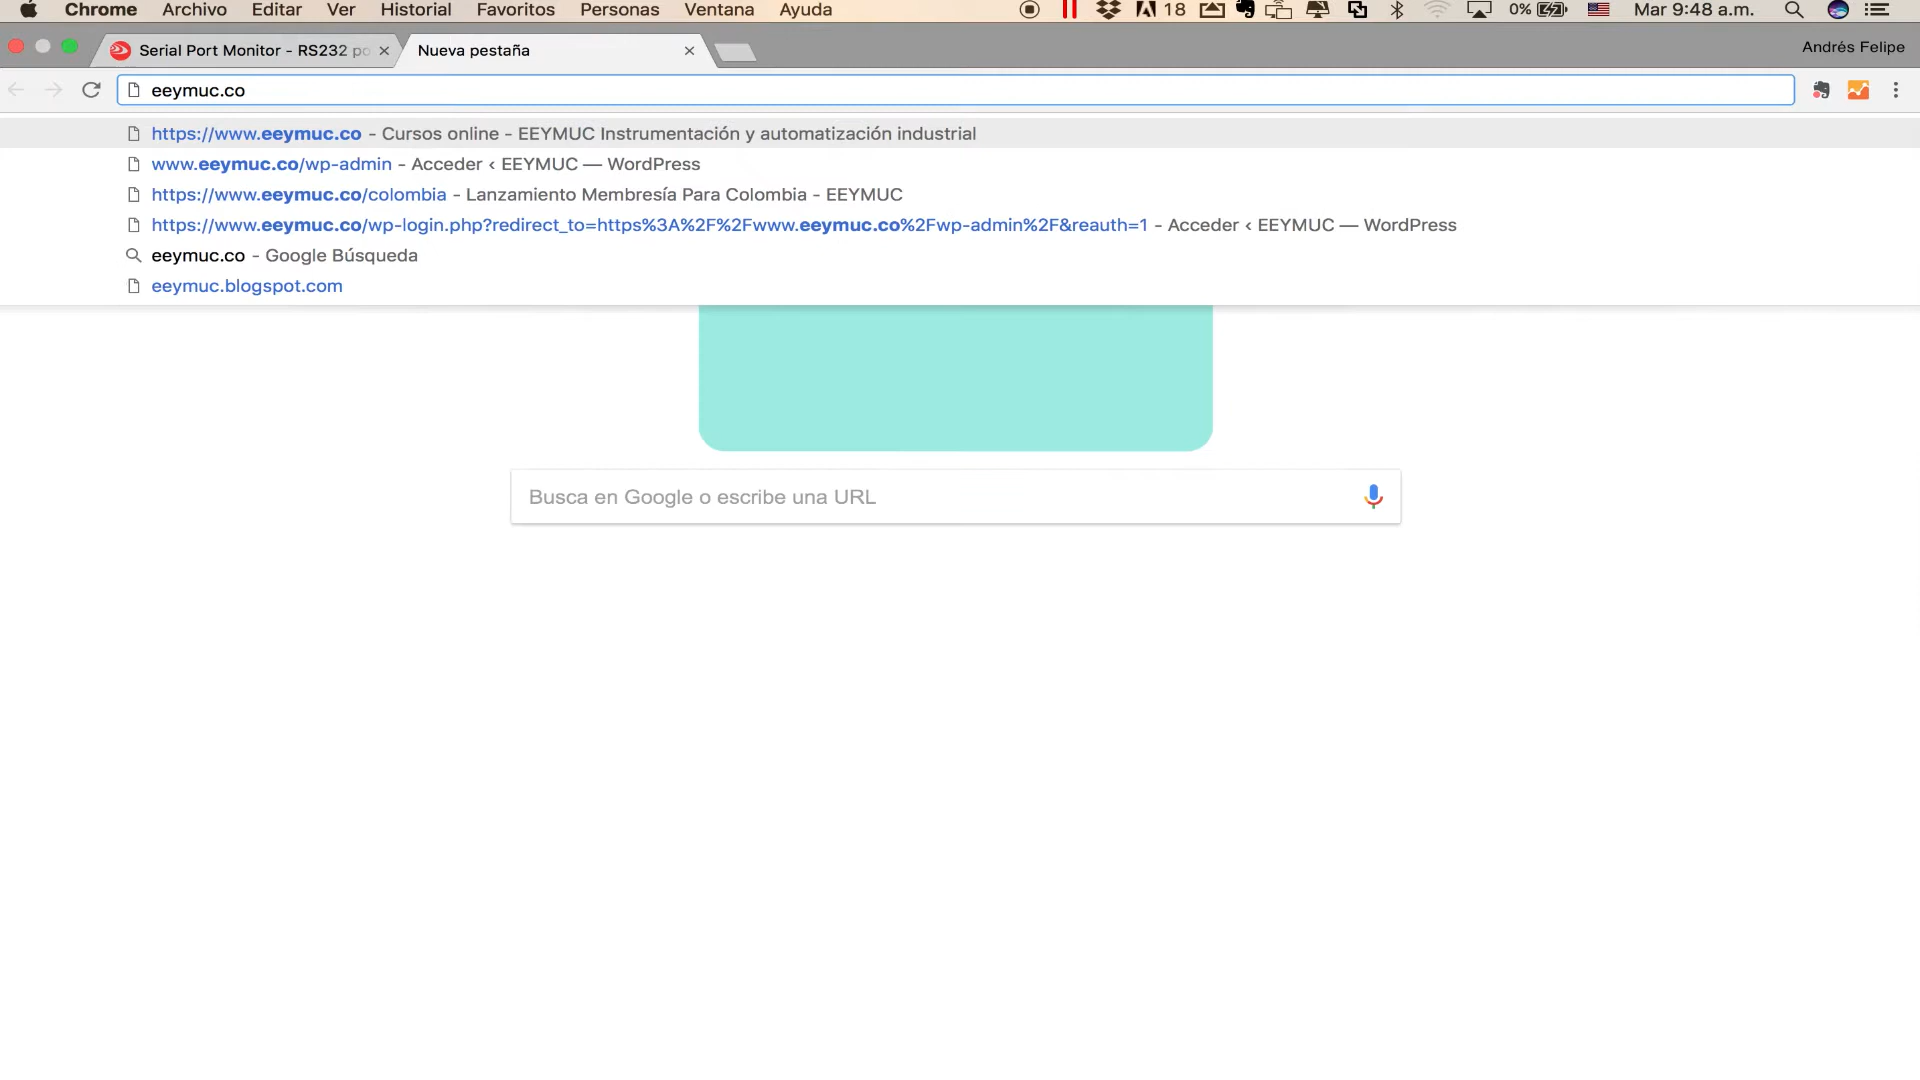 Chrome Archivo Editar Ver Historial Favoritos Personas Ventana Ayuda 18 0% Mar 9:48 a.m.
Serial Port Monitor - RS232 po Nueva pestaña Andrés Felipe
eeymuc.co
https://www.eeymuc.co - Cursos online - EEYMUC Instrumentación y automatización industrial
www.eeymuc.co/wp-admin - Acceder ‹ EEYMUC — WordPress
https://www.eeymuc.co/colombia - Lanzamiento Membresía Para Colombia - EEYMUC
https://www.eeymuc.co/wp-login.php?redirect_to=https%3A%2F%2Fwww.eeymuc.co%2Fwp-admin%2F&reauth=1 - Acceder ‹ EEYMUC — WordPress
eeymuc.co - Google Búsqueda
eeymuc.blogspot.com
Busca en Google o escribe una URL